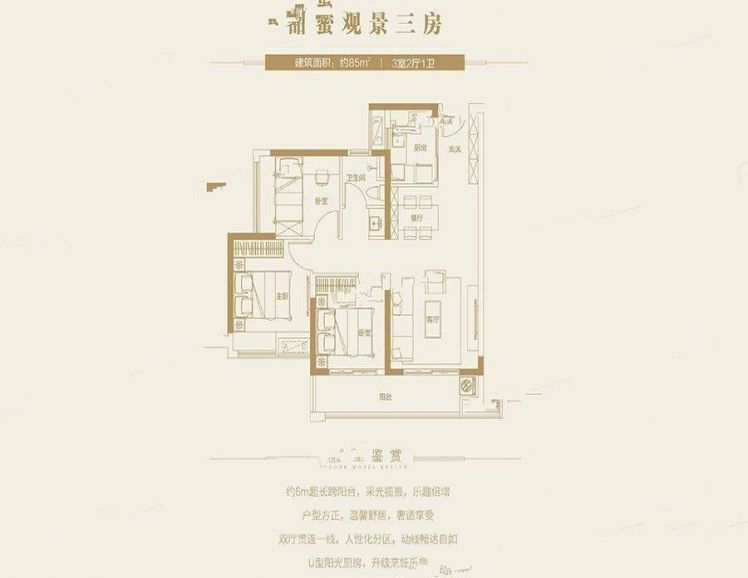 蜜观景三房
建筑面积：约85m² | 3室2厅1卫
厨房
玄关
卫生间
卧室
餐厅
主卧
卧室
客厅
阳台
鉴赏
约6m超长跨阳台，采光揽景，乐趣倍增
户型方正，温馨舒居，奢适享受
双厅贯连一线，人性化分区，动线畅达自如
U型阳光厨房，升级烹饪乐